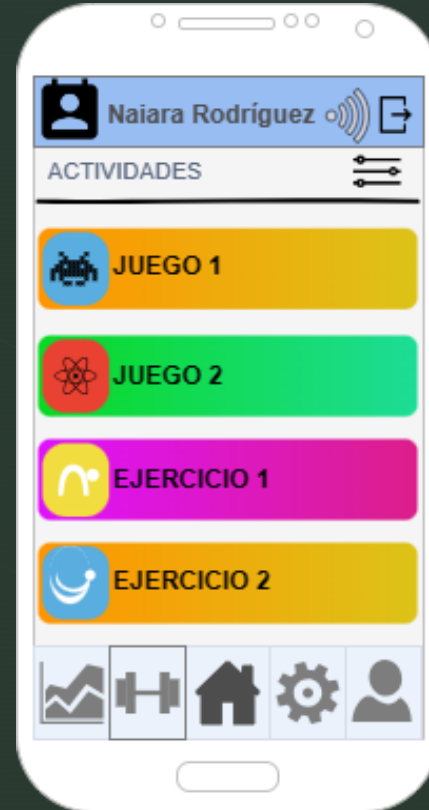 Naiara Rodríguez
ACTIVIDADES
JUEGO 1
JUEGO 2
EJERCICIO 1
EJERCICIO 2